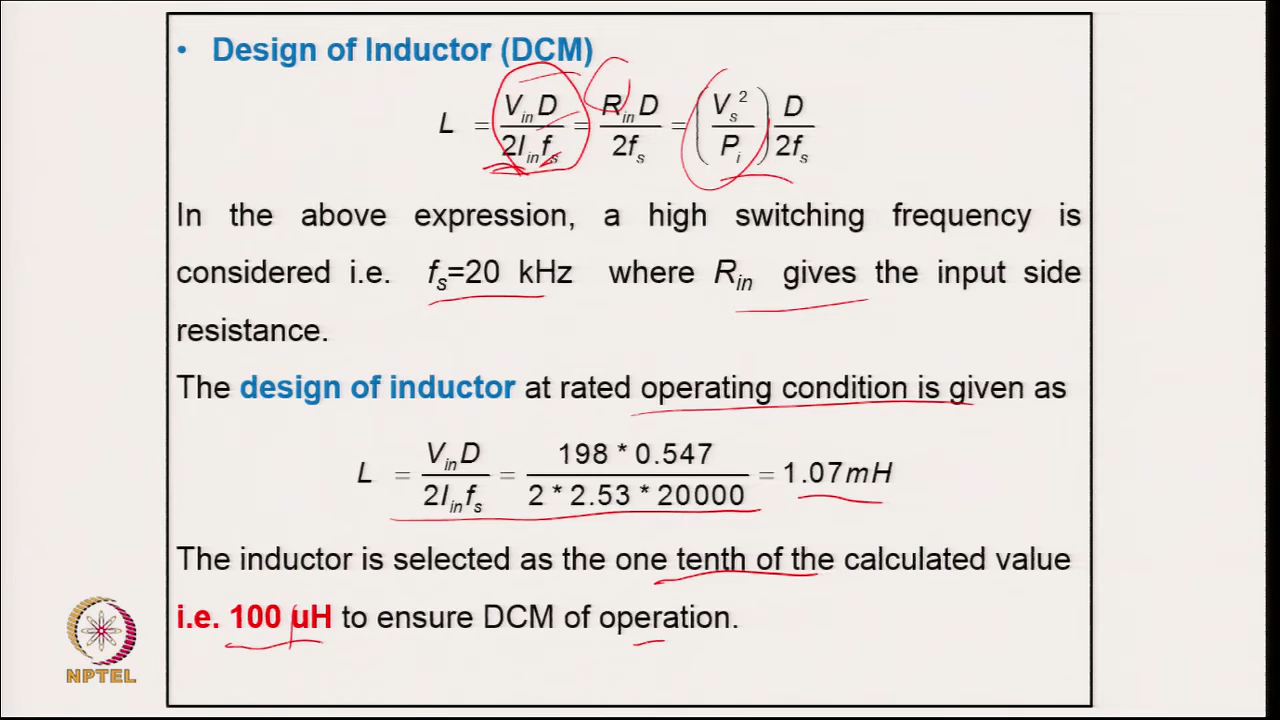 • Design of Inductor (DCM)
L = V_in D / 2I_in f_s = R_in D / 2f_s = (V_s^2 / P_i) D / 2f_s
In the above expression, a high switching frequency is
considered i.e. f_s=20 kHz where R_in gives the input side
resistance.
The design of inductor at rated operating condition is given as
L = V_in D / 2I_in f_s = 198 * 0.547 / 2 * 2.53 * 20000 = 1.07mH
The inductor is selected as the one tenth of the calculated value
i.e. 100 uH to ensure DCM of operation.
NPTEL